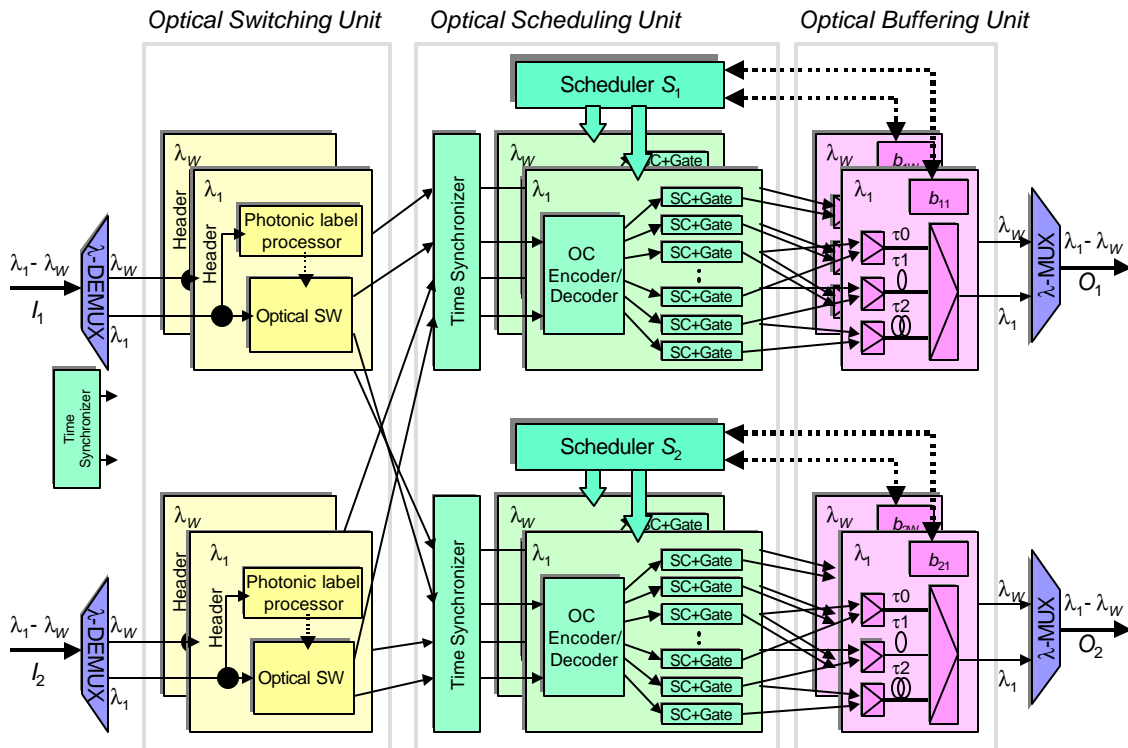 Optical Switching Unit
Optical Scheduling Unit
Optical Buffering Unit
Scheduler S1
λW
λ1
Header
Header
Photonic label
processor
Optical SW
λ-DEMUX
λ1 - λW
I1
λW
λ1
Time
Synchronizer
Time Synchronizer
λW
SC+Gate
λ1
OC
Encoder/
Decoder
SC+Gate
SC+Gate
SC+Gate
SC+Gate
SC+Gate
SC+Gate
λW
λ1
b11
τ0
τ1
τ2
λW
λ1
λ-MUX
λ1 - λW
O1
Scheduler S2
λW
λ1
Header
Header
Photonic label
processor
Optical SW
λ-DEMUX
λ1 - λW
I2
λW
λ1
Time Synchronizer
λW
SC+Gate
λ1
OC
Encoder/
Decoder
SC+Gate
SC+Gate
SC+Gate
SC+Gate
SC+Gate
SC+Gate
λW
λ1
b21
τ0
τ1
τ2
λW
λ1
λ-MUX
λ1 - λW
O2